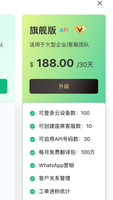 旗舰版 API V
适用于大型企业/客服团队
$ 188.00 /30天
升级
可登录云设备数: 100
可创建座席客服数: 10
可启用API号码数: 30
每月免费翻译包: 100万
WhatsApp营销
客户关系管理
工单进粉统计